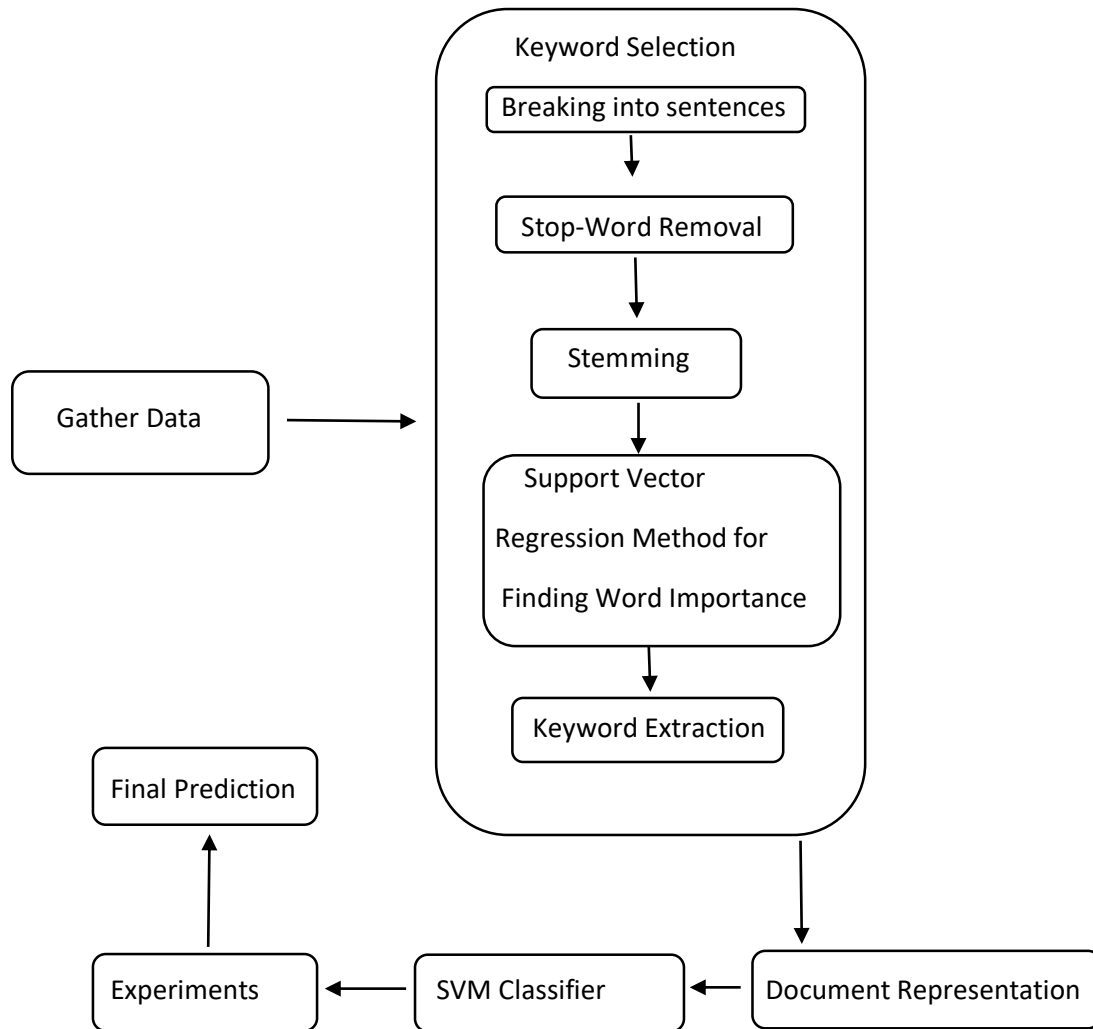 Keyword Selection
Breaking into sentences
Stop-Word Removal
Stemming
Gather Data
Support Vector
Regression Method for
Finding Word Importance
Keyword Extraction
Final Prediction
Experiments
SVM Classifier
Document Representation